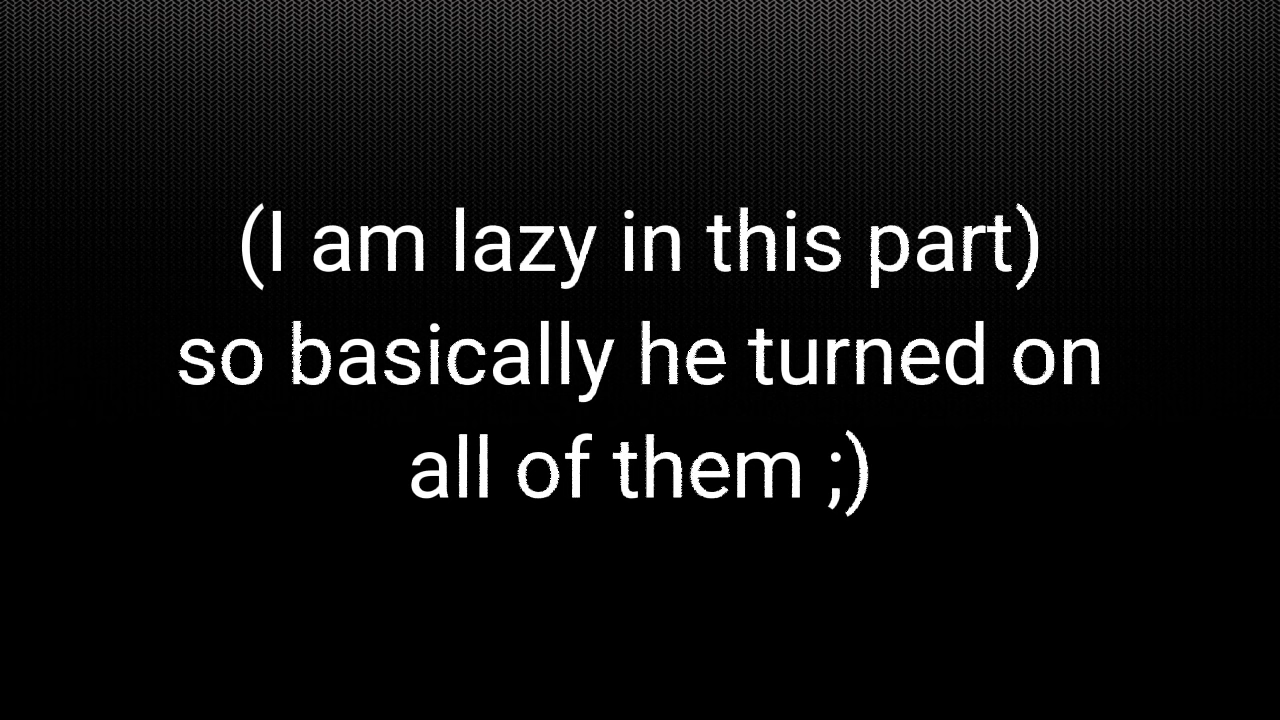 (I am lazy in this part)
so basically he turned on
all of them ;)